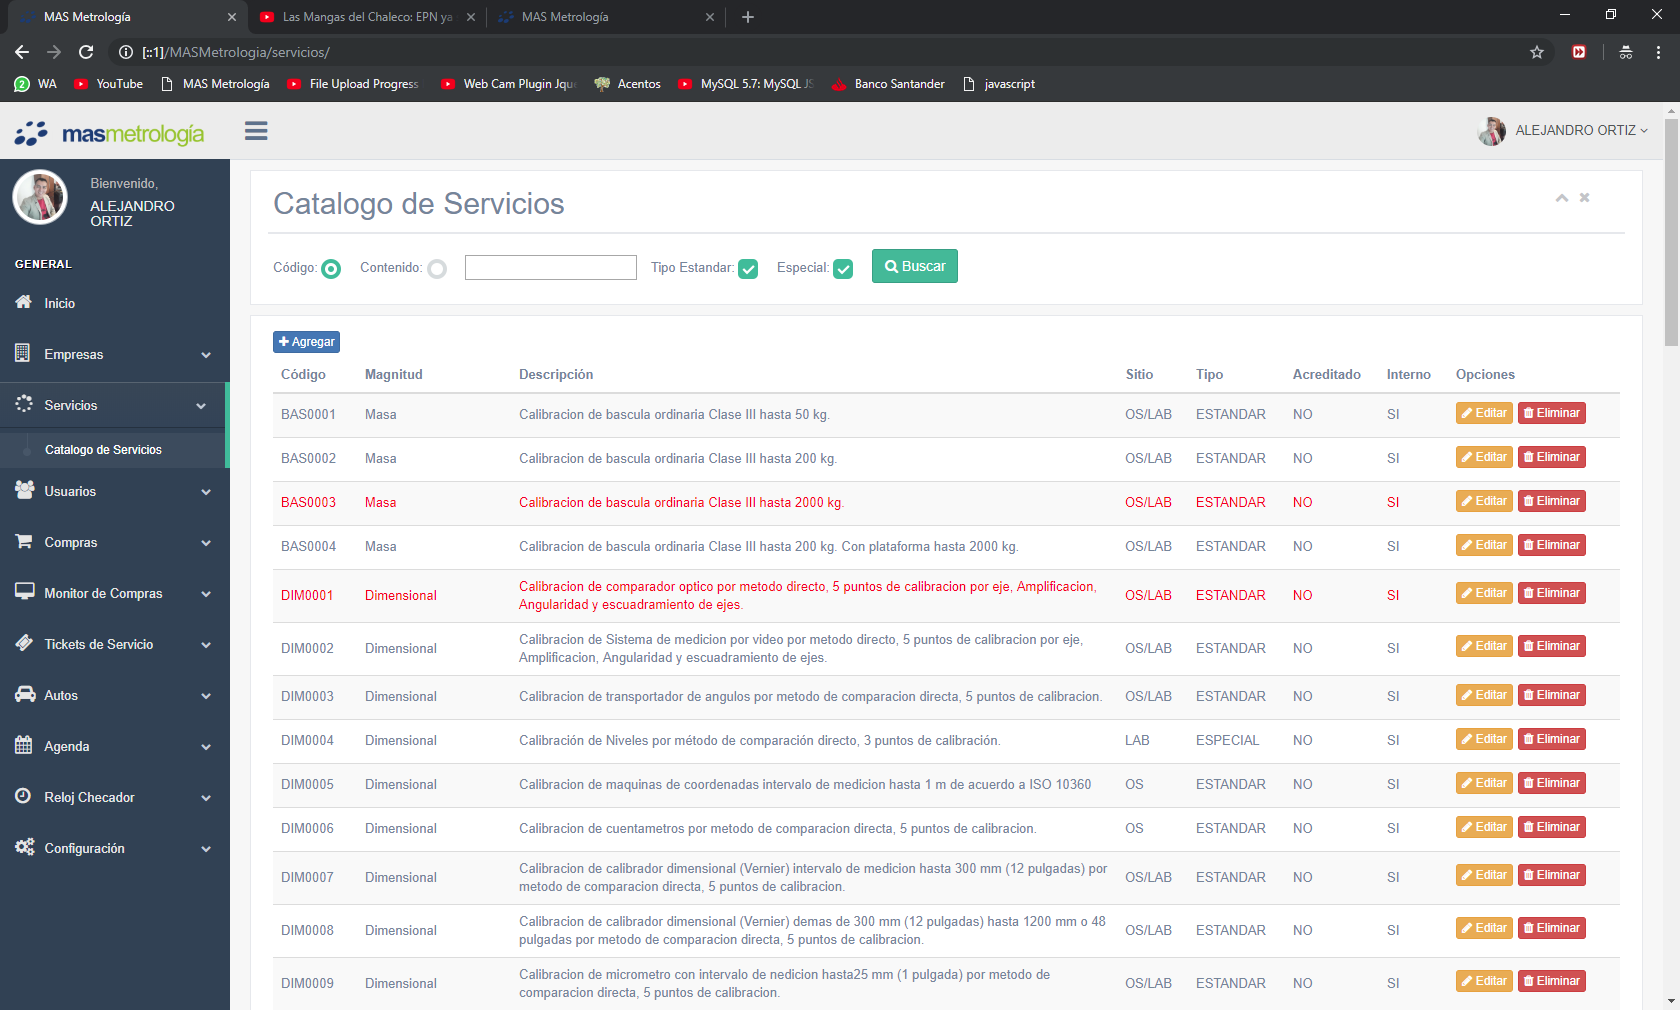 MAS Metrología
Las Mangas del Chaleco: EPN ya
MAS Metrología
[::1]/MASMetrologia/servicios/
2 WA
YouTube
MAS Metrología
File Upload Progress
Web Cam Plugin Jque
Acentos
MySQL 5.7: MySQL JS
Banco Santander
javascript
masmetrología
ALEJANDRO ORTIZ
Bienvenido,
ALEJANDRO
ORTIZ
GENERAL
Inicio
Empresas
Servicios
Catalogo de Servicios
Usuarios
Compras
Monitor de Compras
Tickets de Servicio
Autos
Agenda
Reloj Checador
Configuración
Catalogo de Servicios
Código: Contenido: Tipo Estandar: Especial: Buscar
Agregar
Código Magnitud Descripción Sitio Tipo Acreditado Interno Opciones
BAS0001 Masa Calibracion de bascula ordinaria Clase III hasta 50 kg. OS/LAB ESTANDAR NO SI Editar Eliminar
BAS0002 Masa Calibracion de bascula ordinaria Clase III hasta 200 kg. OS/LAB ESTANDAR NO SI Editar Eliminar
BAS0003 Masa Calibracion de bascula ordinaria Clase III hasta 2000 kg. OS/LAB ESTANDAR NO SI Editar Eliminar
BAS0004 Masa Calibracion de bascula ordinaria Clase III hasta 200 kg. Con plataforma hasta 2000 kg. OS/LAB ESTANDAR NO SI Editar Eliminar
DIM0001 Dimensional Calibracion de comparador optico por metodo directo, 5 puntos de calibracion por eje, Amplificacion,
Angularidad y escuadramiento de ejes. OS/LAB ESTANDAR NO SI Editar Eliminar
DIM0002 Dimensional Calibracion de Sistema de medicion por video por metodo directo, 5 puntos de calibracion por eje,
Amplificacion, Angularidad y escuadramiento de ejes. OS/LAB ESTANDAR NO SI Editar Eliminar
DIM0003 Dimensional Calibracion de transportador de angulos por metodo de comparacion directa, 5 puntos de calibracion. OS/LAB ESTANDAR NO SI Editar Eliminar
DIM0004 Dimensional Calibración de Niveles por método de comparación directo, 3 puntos de calibración. LAB ESPECIAL NO SI Editar Eliminar
DIM0005 Dimensional Calibracion de maquinas de coordenadas intervalo de medicion hasta 1 m de acuerdo a ISO 10360 OS ESTANDAR NO SI Editar Eliminar
DIM0006 Dimensional Calibracion de cuentametros por metodo de comparacion directa, 5 puntos de calibracion. OS ESTANDAR NO SI Editar Eliminar
DIM0007 Dimensional Calibracion de calibrador dimensional (Vernier) intervalo de medicion hasta 300 mm (12 pulgadas) por
metodo de comparacion directa, 5 puntos de calibracion. OS/LAB ESTANDAR NO SI Editar Eliminar
DIM0008 Dimensional Calibracion de calibrador dimensional (Vernier) demas de 300 mm (12 pulgadas) hasta 1200 mm o 48
pulgadas por metodo de comparacion directa, 5 puntos de calibracion. OS/LAB ESTANDAR NO SI Editar Eliminar
DIM0009 Dimensional Calibracion de micrometro con intervalo de nedicion hasta25 mm (1 pulgada) por metodo de
comparacion directa, 5 puntos de calibracion. OS/LAB ESTANDAR NO SI Editar Eliminar